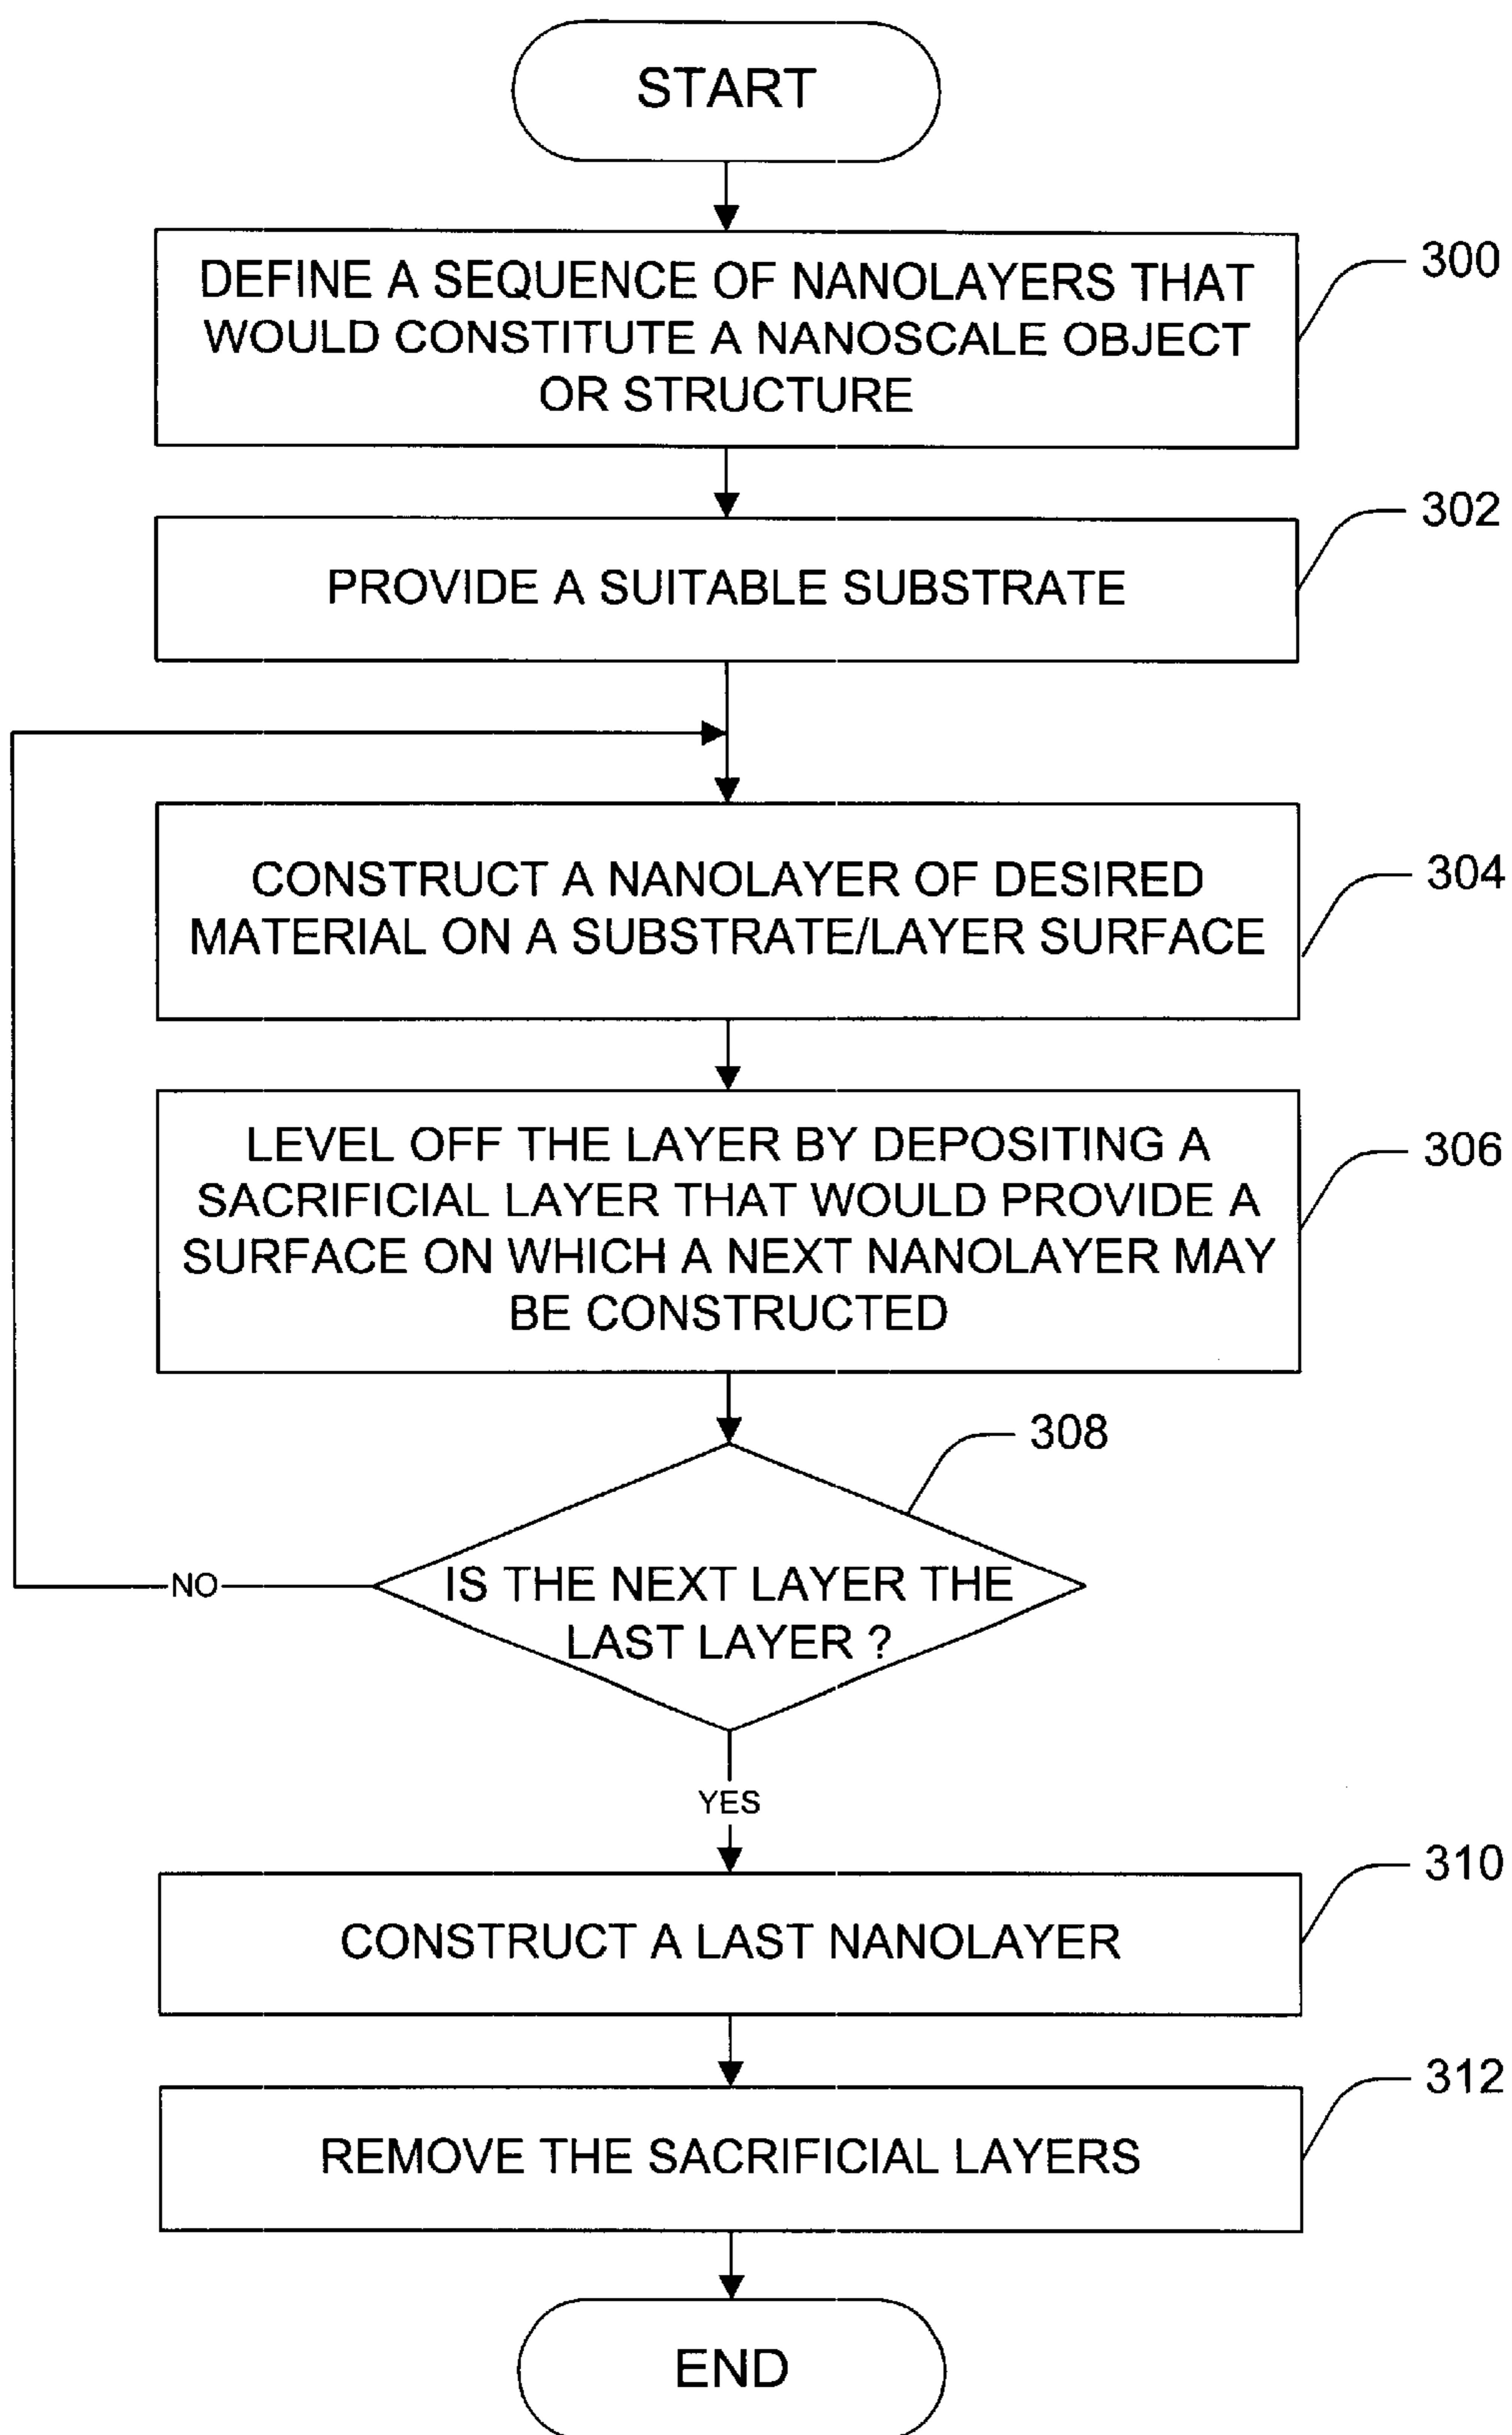 START
DEFINE A SEQUENCE OF NANOLAYERS THAT
WOULD CONSTITUTE A NANOSCALE OBJECT
OR STRUCTURE
300
PROVIDE A SUITABLE SUBSTRATE
302
CONSTRUCT A NANOLAYER OF DESIRED
MATERIAL ON A SUBSTRATE/LAYER SURFACE
304
LEVEL OFF THE LAYER BY DEPOSITING A
SACRIFICIAL LAYER THAT WOULD PROVIDE A
SURFACE ON WHICH A NEXT NANOLAYER MAY
BE CONSTRUCTED
306
308
IS THE NEXT LAYER THE
LAST LAYER ?
NO
YES
CONSTRUCT A LAST NANOLAYER
310
REMOVE THE SACRIFICIAL LAYERS
312
END